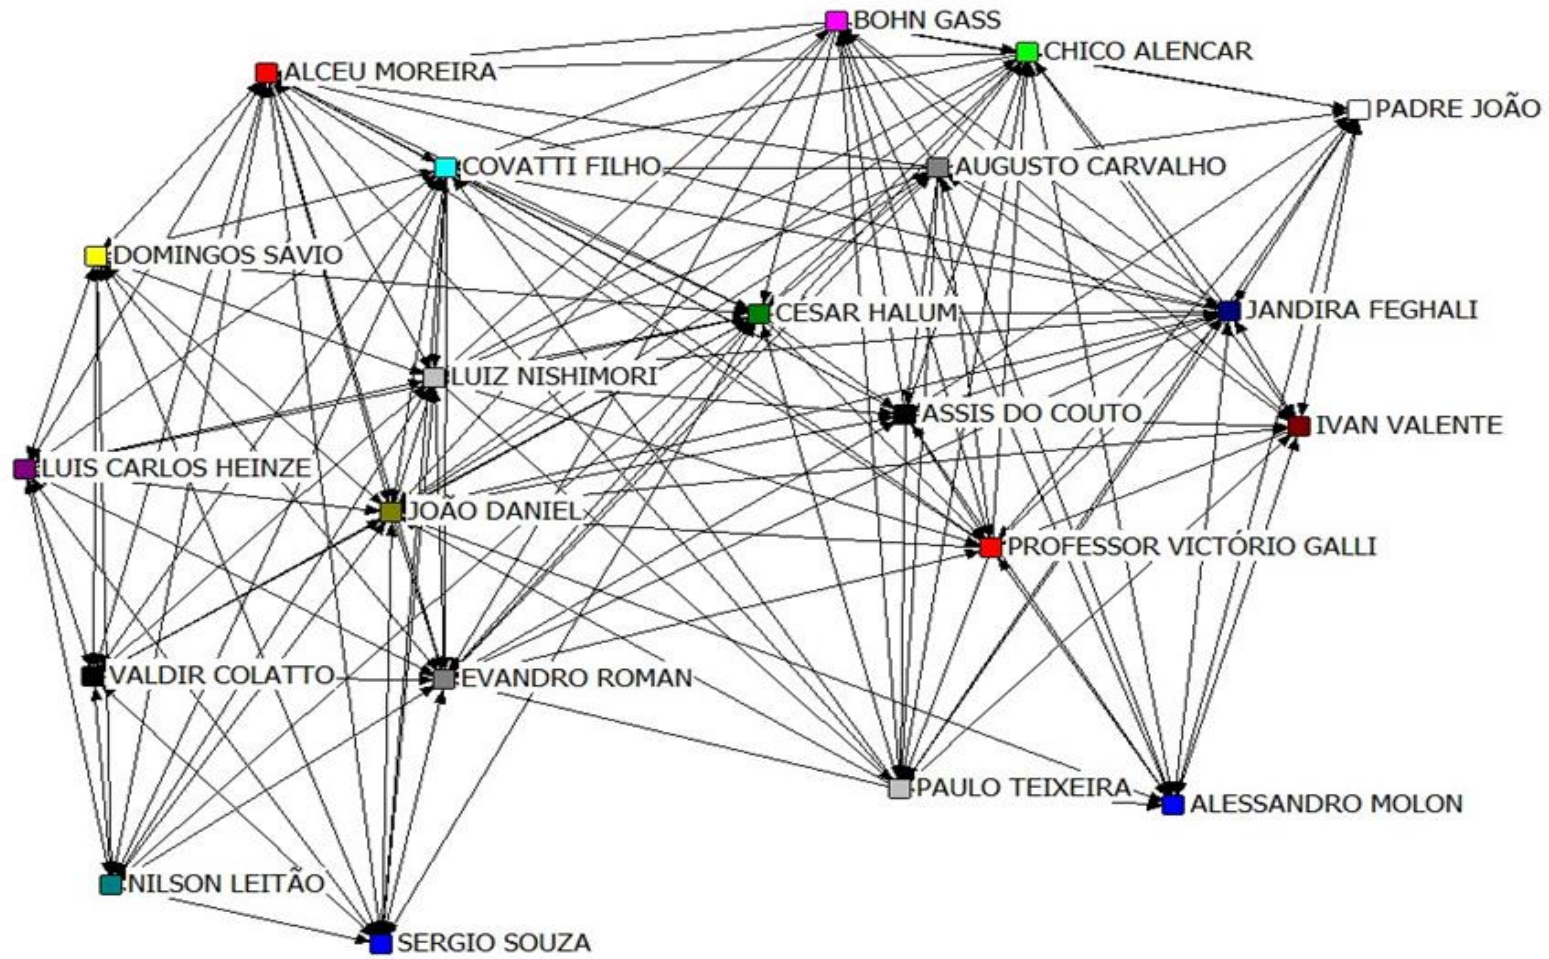 BOHN GASS
CHICO ALENCAR
ALCEU MOREIRA
PADRE JOÃO
COVATTI FILHO
AUGUSTO CARVALHO
DOMINGOS SAVIO
CESAR HALUM
JANDIRA FEGHALI
LUIZ NISHIMORI
ASSIS DO COUTO
IVAN VALENTE
LUIS CARLOS HEINZE
JOÃO DANIEL
PROFESSOR VICTÓRIO GALLI
VALDIR COLATTO
EVANDRO ROMAN
PAULO TEIXEIRA
ALESSANDRO MOLON
NILSON LEITÃO
SERGIO SOUZA